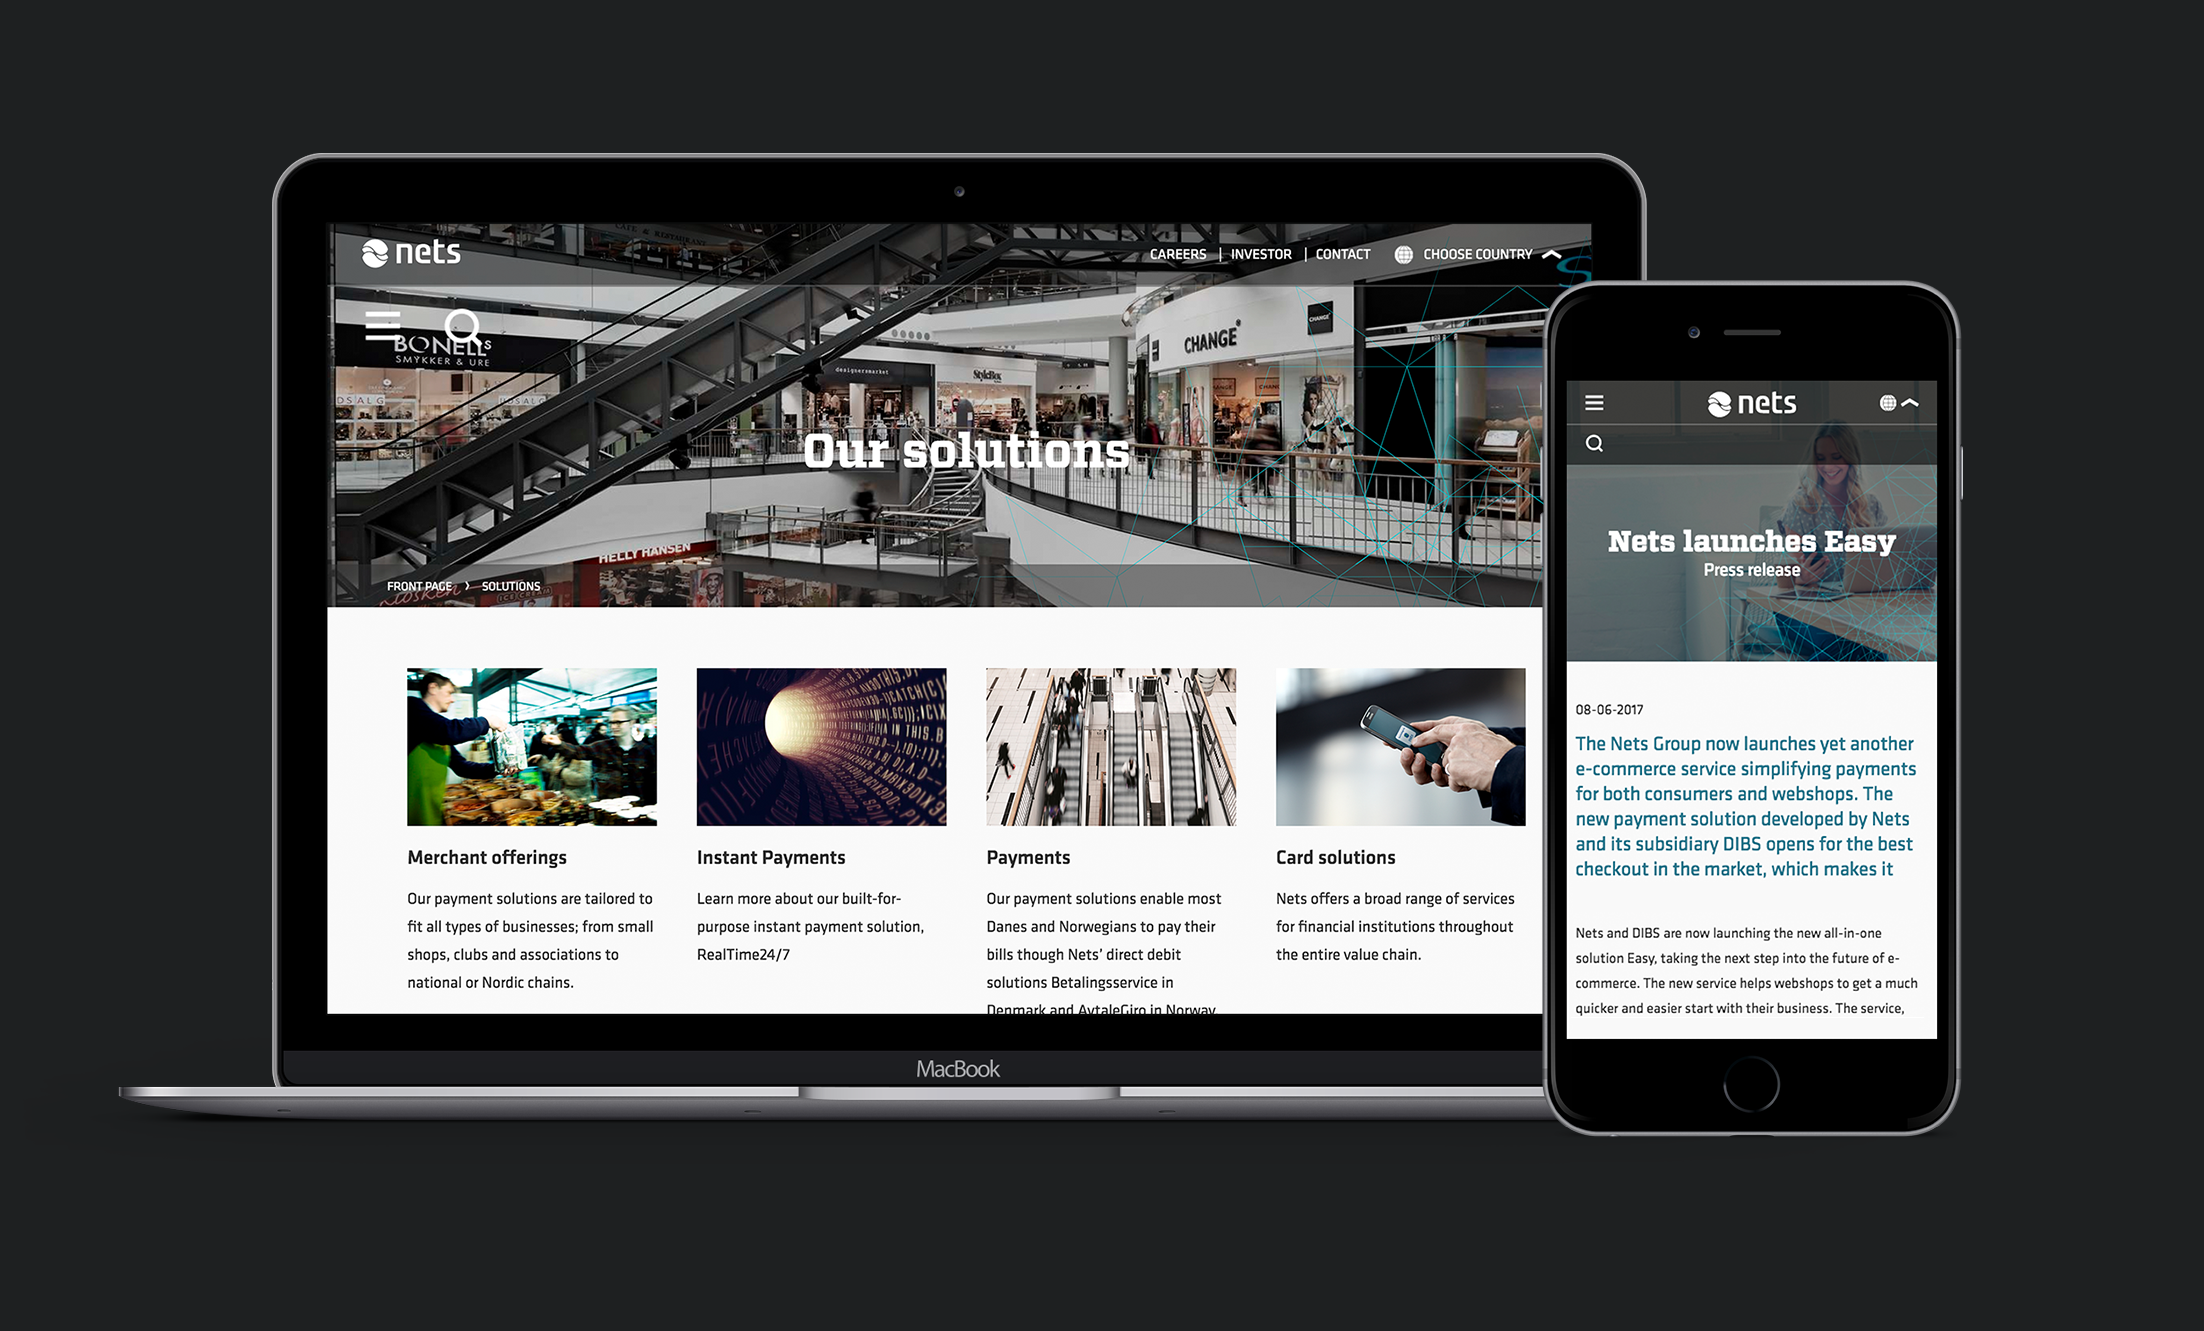 nets
CAREERS | INVESTOR | CONTACT CHOOSE COUNTRY
BONELLS
SMYKKER & URE
CHANGE
CHANGE
designersmarket
StyleBox
CHANGE
Our solutions
HELLY HANSEN
FRONT PAGE > SOLUTIONS
Merchant offerings
Our payment solutions are tailored to
fit all types of businesses; from small
shops, clubs and associations to
national or Nordic chains.
Instant Payments
Learn more about our built-for-
purpose instant payment solution,
RealTime24/7
Payments
Our payment solutions enable most
Danes and Norwegians to pay their
bills though Nets’ direct debit
solutions Betalingsservice in
Denmark and AvtaleGiro in Norway
Card solutions
Nets offers a broad range of services
for financial institutions throughout
the entire value chain.
MacBook
nets
Nets launches Easy
Press release
08-06-2017
The Nets Group now launches yet another
e-commerce service simplifying payments
for both consumers and webshops. The
new payment solution developed by Nets
and its subsidiary DIBS opens for the best
checkout in the market, which makes it
Nets and DIBS are now launching the new all-in-one
solution Easy, taking the next step into the future of e-
commerce. The new service helps webshops to get a much
quicker and easier start with their business. The service,